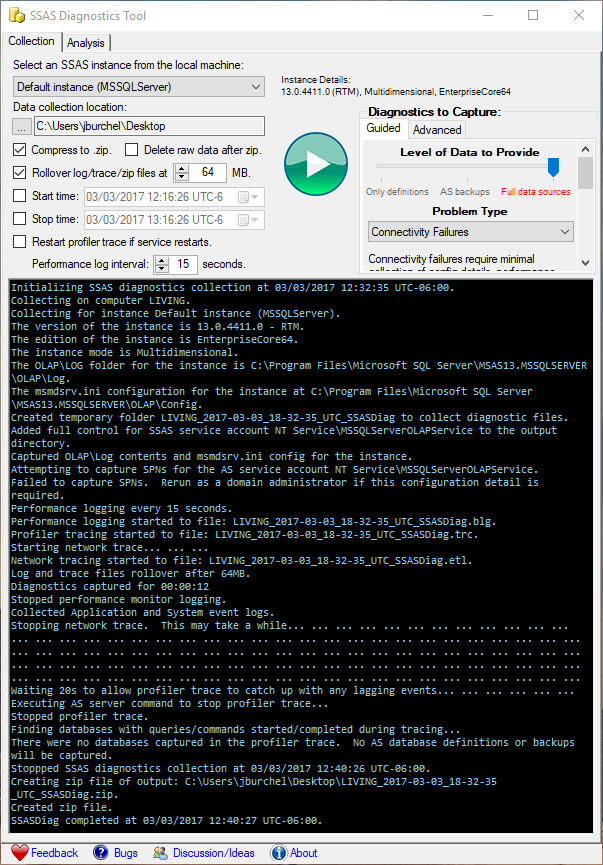 SSAS Diagnostics Tool
Collection
Analysis
Select an SSAS instance from the local machine:
Default instance (MSSQLServer)
Instance Details:
13.0.4411.0 (RTM), Multidimensional, EnterpriseCore64
Data collection location:
... C:\Users\jburchel\Desktop
Compress to .zip. Delete raw data after zip.
Rollover log/trace/zip files at 64 MB.
Start time: 03/03/2017 12:16:26 UTC-6
Stop time: 03/03/2017 13:16:26 UTC-6
Restart profiler trace if service restarts.
Performance log interval: 15 seconds.
Diagnostics to Capture:
Guided Advanced
Level of Data to Provide
Only definitions AS backups Full data sources
Problem Type
Connectivity Failures
Connectivity failures require minimal
collection of config details, performance
Initializing SSAS diagnostics collection at 03/03/2017 12:32:35 UTC-06:00.
Collecting on computer LIVING.
Collecting for instance Default instance (MSSQLServer).
The version of the instance is 13.0.4411.0 - RTM.
The edition of the instance is EnterpriseCore64.
The instance mode is Multidimensional.
The OLAP\LOG folder for the instance is C:\Program Files\Microsoft SQL Server\MSAS13.MSSQLSERVER
\OLAP\Log.
The msmdsrv.ini configuration for the instance at C:\Program Files\Microsoft SQL Server
\MSAS13.MSSQLSERVER\OLAP\Config.
Created temporary folder LIVING_2017-03-03_18-32-35_UTC_SSASDiag to collect diagnostic files.
Added full control for SSAS service account NT Service\MSSQLServerOLAPService to the output
directory.
Captured OLAP\Log contents and msmdsrv.ini config for the instance.
Attempting to capture SPNs for the AS service account NT Service\MSSQLServerOLAPService.
Failed to capture SPNs.  Rerun as a domain administrator if this configuration detail is
required.
Performance logging every 15 seconds.
Performance logging started to file: LIVING_2017-03-03_18-32-35_UTC_SSASDiag.blg.
Profiler tracing started to file: LIVING_2017-03-03_18-32-35_UTC_SSASDiag.trc.
Starting network trace... ... ...
Network tracing started to file: LIVING_2017-03-03_18-32-35_UTC_SSASDiag.etl.
Log and trace files rollover after 64MB.
Diagnostics captured for 00:00:12
Stopped performance monitor logging.
Collected Application and System event logs.
Stopping network trace.  This may take a while... ... ... ... ... ... ... ... ... ... ... ...
... ... ... ... ... ... ... ... ... ... ... ... ... ... ... ... ... ... ... ... ... ... ... ...
... ... ... ... ... ... ... ... ... ... ... ... ... ... ... ... ... ... ... ... ... ... ... ...
... ... ... ... ... ... ... ... ... ... ... ... ... ... ... ... ... ... ... ... ... ... ... ...
... ... ... ... ... ... ... ... ... ... ... ... ... ... ... ... ... ... ... ... ... ... ... ...
Waiting 20s to allow profiler trace to catch up with any lagging events... ... ... ... ... ...
Executing AS server command to stop profiler trace...
Stopped profiler trace.
Finding databases with queries/commands started/completed during tracing...
There were no databases captured in the profiler trace.  No AS database definitions or backups
will be captured.
Stoppped SSAS diagnostics collection at 03/03/2017 12:40:26 UTC-06:00.
Creating zip file of output: C:\Users\jburchel\Desktop\LIVING_2017-03-03_18-32-35
_UTC_SSASDiag.zip.
Created zip file.
SSASDiag completed at 03/03/2017 12:40:27 UTC-06:00.
Feedback Bugs Discussion/Ideas About